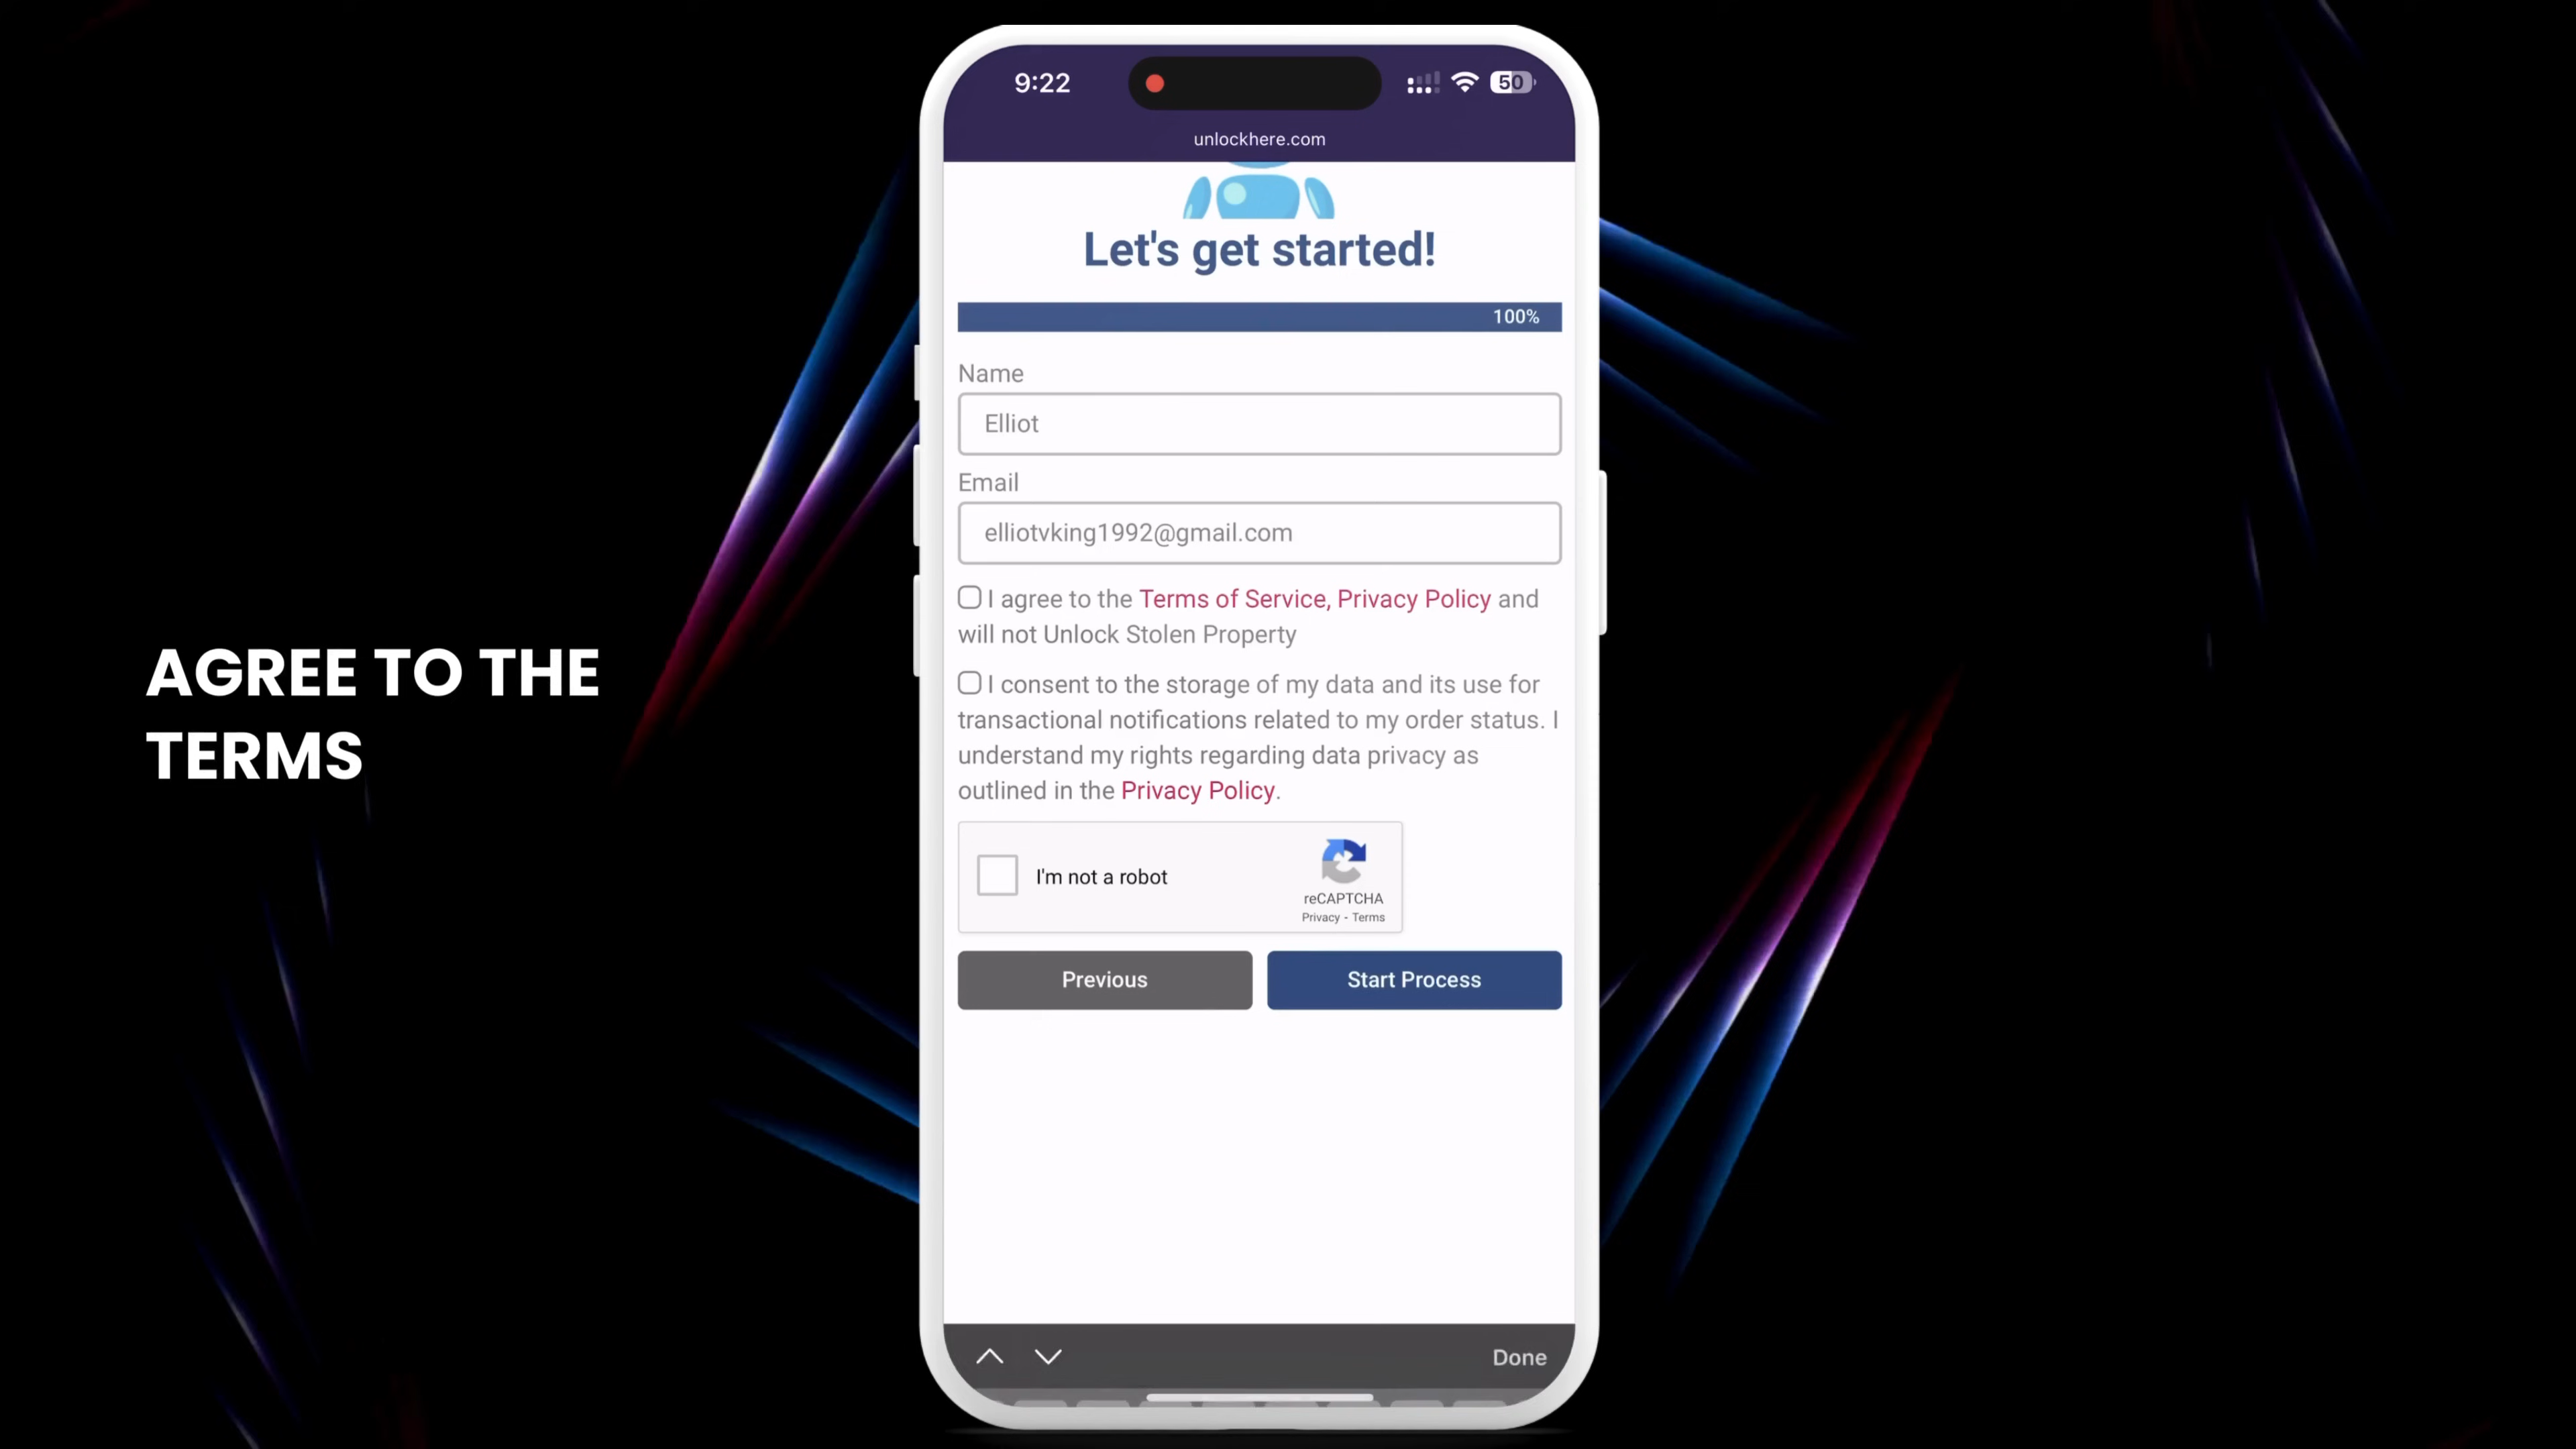 9:22
50
unlockhere.com
Let's get started!
100%
Name
Elliot
Email
elliotvking1992@gmail.com
I agree to the Terms of Service, Privacy Policy and
will not Unlock Stolen Property
I consent to the storage of my data and its use for
transactional notifications related to my order status. I
understand my rights regarding data privacy as
outlined in the Privacy Policy.
I'm not a robot
reCAPTCHA
Privacy - Terms
Previous
Start Process
Done
AGREE TO THE
TERMS